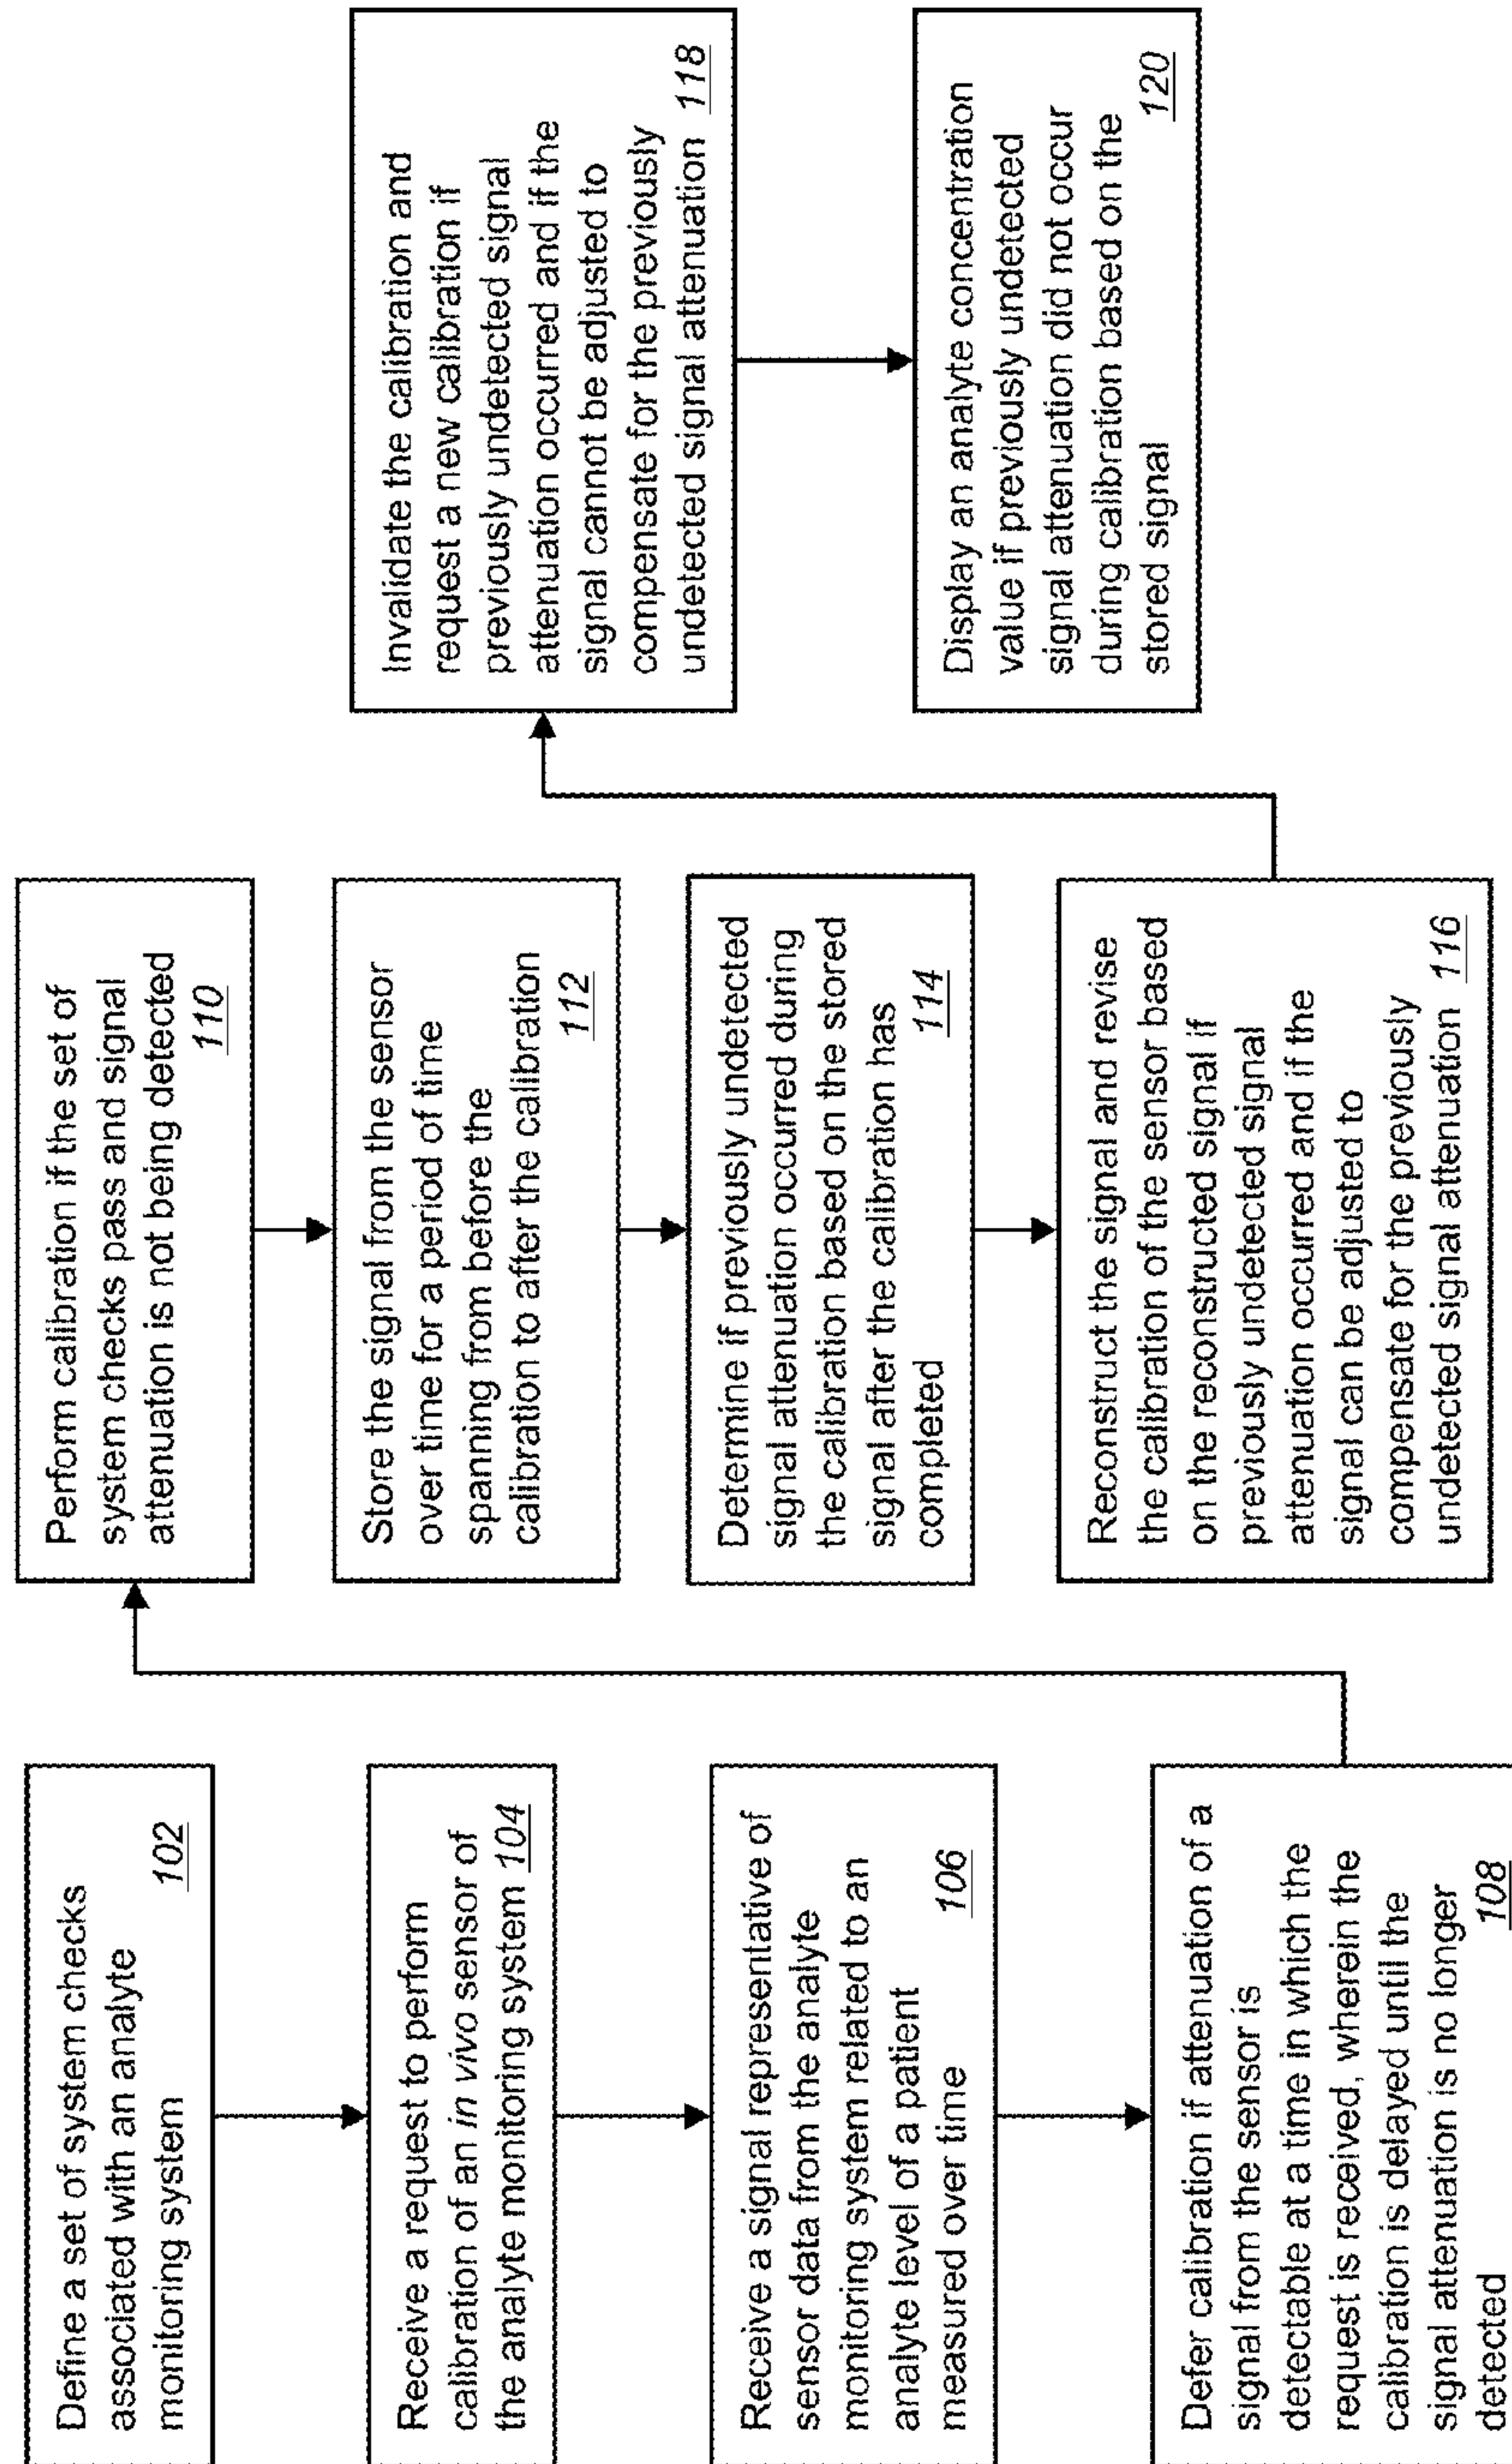 Define a set of system checks
associated with an analyte
monitoring system 102
Receive a request to perform
calibration of an in vivo sensor of
the analyte monitoring system 104
Receive a signal representative of
sensor data from the analyte
monitoring system related to an
analyte level of a patient
measured over time 106
Defer calibration if attenuation of a
signal from the sensor is
detectable at a time in which the
request is received, wherein the
calibration is delayed until the
signal attenuation is no longer
detected 108
Perform calibration if the set of
system checks pass and signal
attenuation is not being detected
110
Store the signal from the sensor
over time for a period of time
spanning from before the
calibration to after the calibration
112
Determine if previously undetected
signal attenuation occurred during
the calibration based on the stored
signal after the calibration has
completed 114
Reconstruct the signal and revise
the calibration of the sensor based
on the reconstructed signal if
previously undetected signal
attenuation occurred and if the
signal can be adjusted to
compensate for the previously
undetected signal attenuation 116
Invalidate the calibration and
request a new calibration if
previously undetected signal
attenuation occurred and if the
signal cannot be adjusted to
compensate for the previously
undetected signal attenuation 118
Display an analyte concentration
value if previously undetected
signal attenuation did not occur
during calibration based on the
stored signal 120